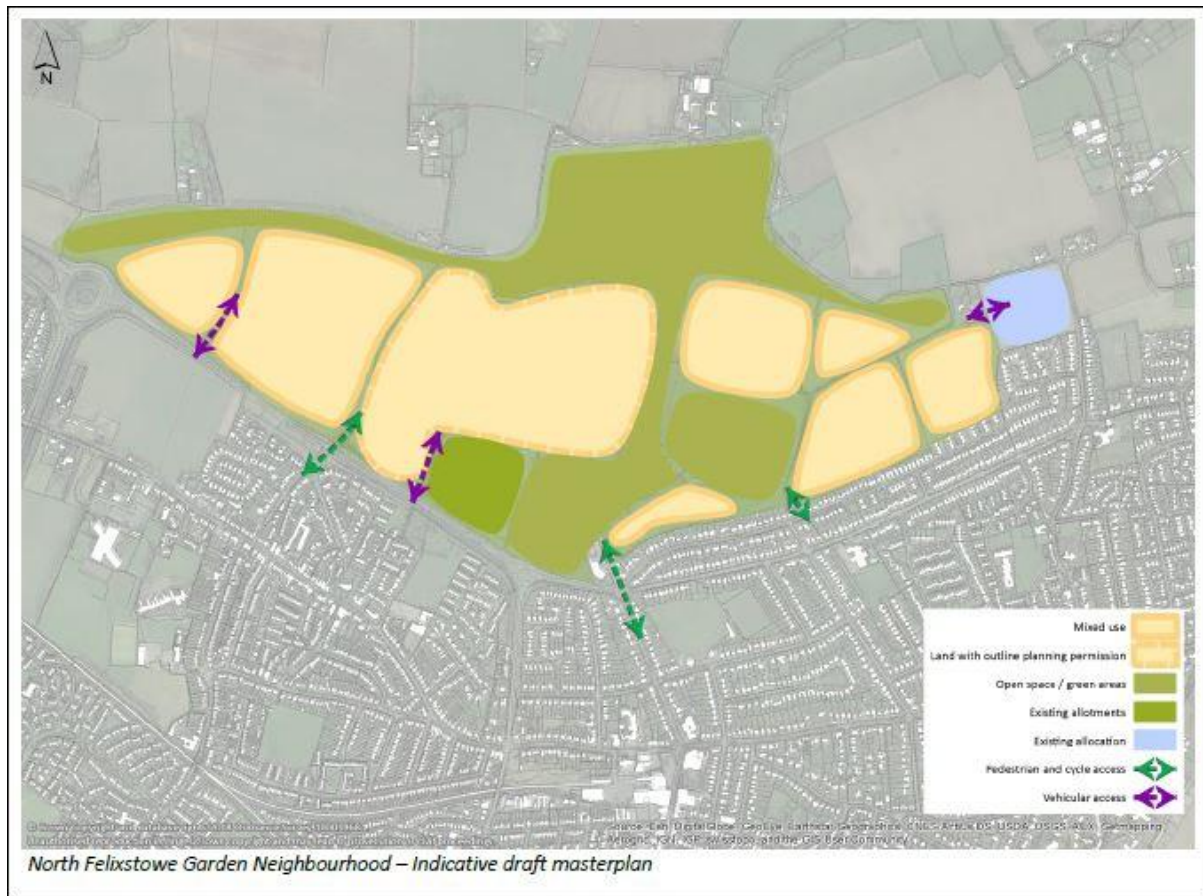 N
Mixed use
Land with outline planning permission
Open space / green areas
Existing allotments
Existing allocation
Pedestrian and cycle access
Vehicular access
North Felixstowe Garden Neighbourhood – Indicative draft masterplan